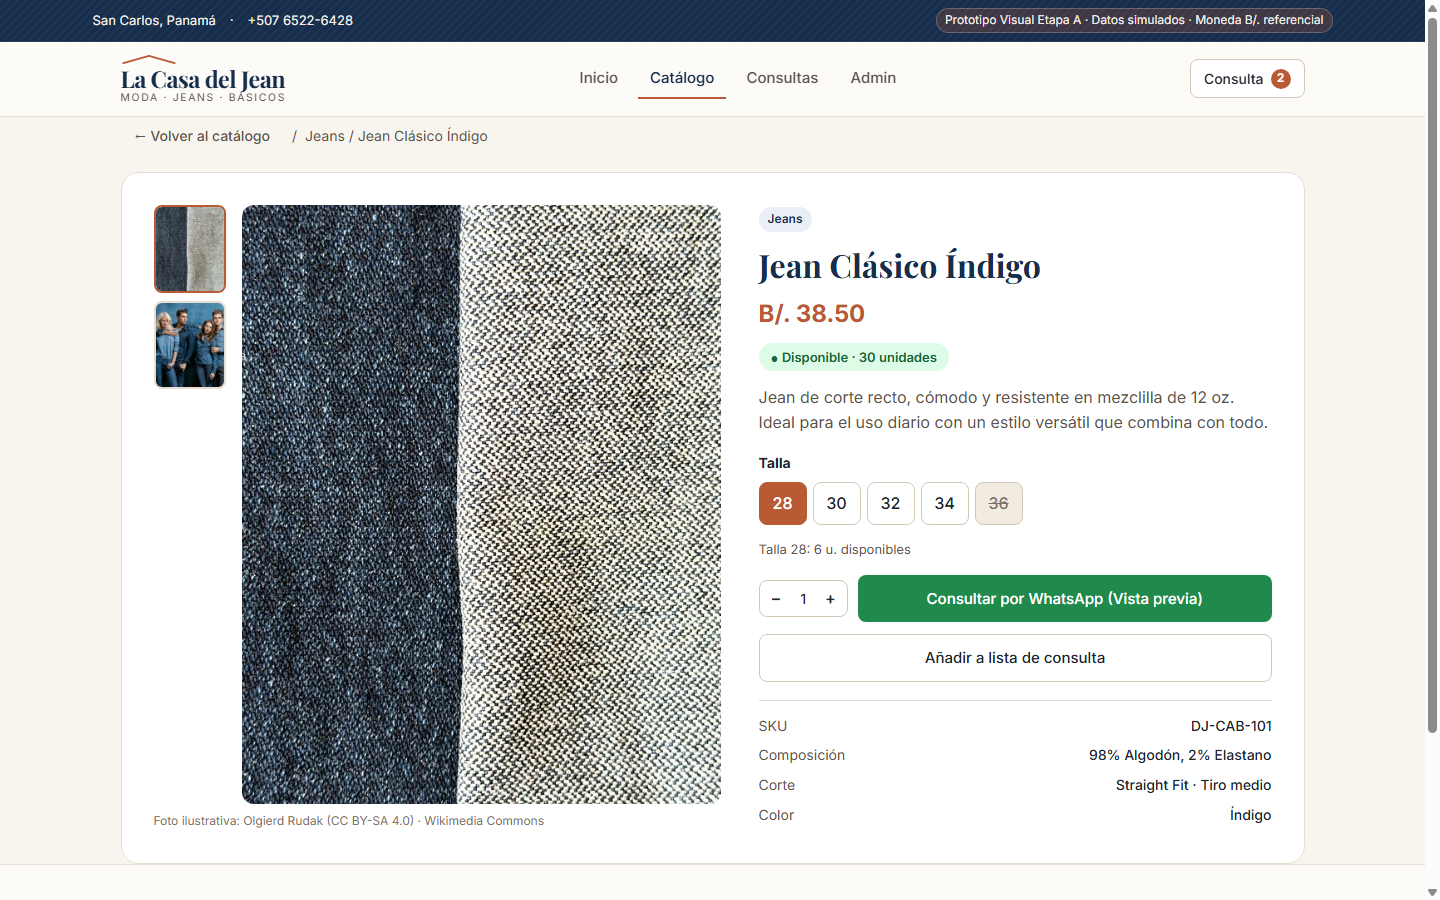 San Carlos, Panamá · +507 6522-6428
Prototipo Visual Etapa A · Datos simulados · Moneda B/. referencial
La Casa del Jean
MODA · JEANS · BÁSICOS
Inicio
Catálogo
Consultas
Admin
Consulta 2
← Volver al catálogo / Jeans / Jean Clásico Índigo
Jeans
Jean Clásico Índigo
B/. 38.50
● Disponible · 30 unidades
Jean de corte recto, cómodo y resistente en mezclilla de 12 oz.
Ideal para el uso diario con un estilo versátil que combina con todo.
Talla
28 30 32 34 36
Talla 28: 6 u. disponibles
− 1 +
Consultar por WhatsApp (Vista previa)
Añadir a lista de consulta
SKU DJ-CAB-101
Composición 98% Algodón, 2% Elastano
Corte Straight Fit · Tiro medio
Color Índigo
Foto ilustrativa: Olgierd Rudak (CC BY-SA 4.0) · Wikimedia Commons